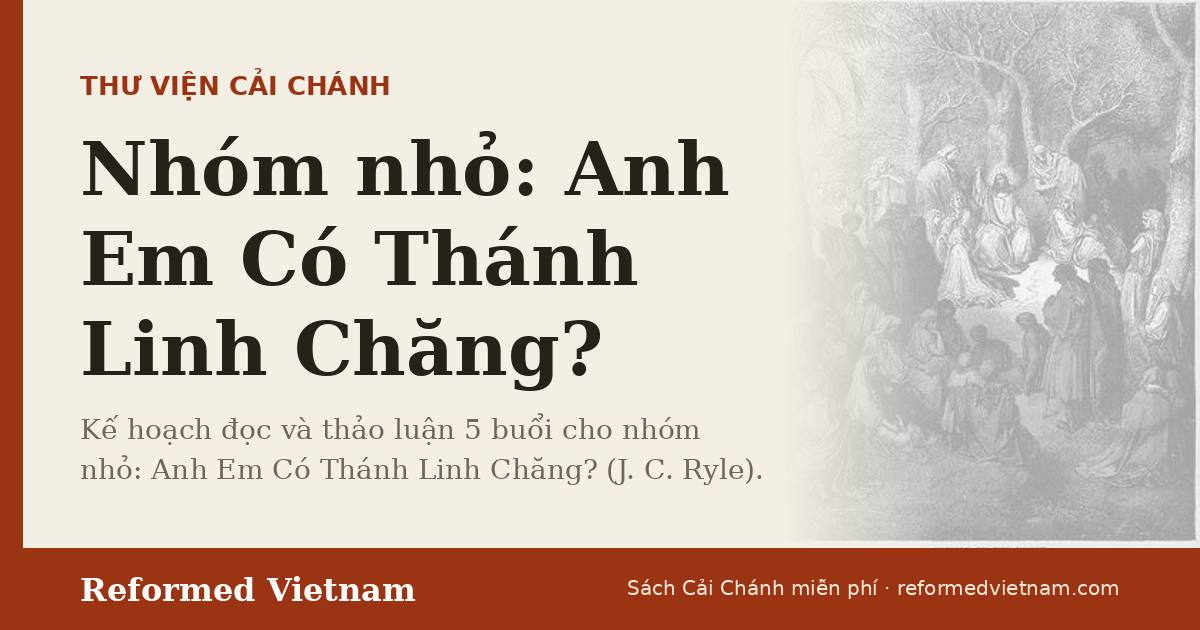 THƯ VIỆN CẢI CHÁNH
Nhóm nhỏ: Anh
Em Có Thánh
Linh Chăng?
Kế hoạch đọc và thảo luận 5 buổi cho nhóm
nhỏ: Anh Em Có Thánh Linh Chăng? (J. C. Ryle).
Reformed Vietnam
Sách Cải Chánh miễn phí · reformedvietnam.com